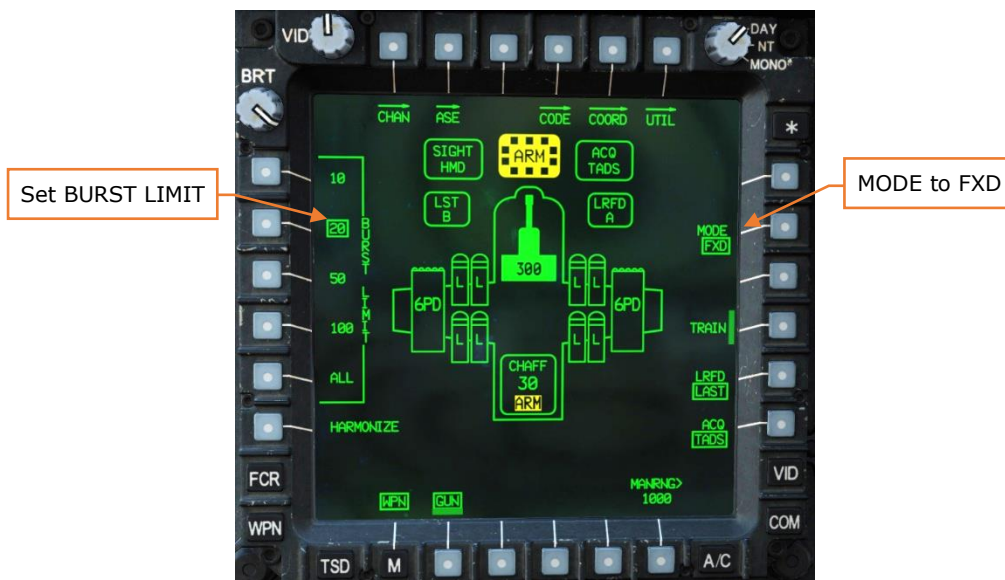 VID
DAY
NT
MONO*
BRT
CHAN
ASE
CODE
COORD
UTIL
*
SIGHT
HMD
ARM
ACQ
TADS
10
LST
B
LRFD
A
Set BURST LIMIT
MODE to FXD
20
BURST LIMIT
MODE
FXD
300
50
L
L
L
L
6PD
6PD
100
L
L
L
L
TRAIN
CHAFF
30
ARM
ALL
LRFD
LAST
HARMONIZE
ACQ
TADS
FCR
VID
MANRNG>
1000
WPN
GUN
WPN
COM
TSD
M
A/C